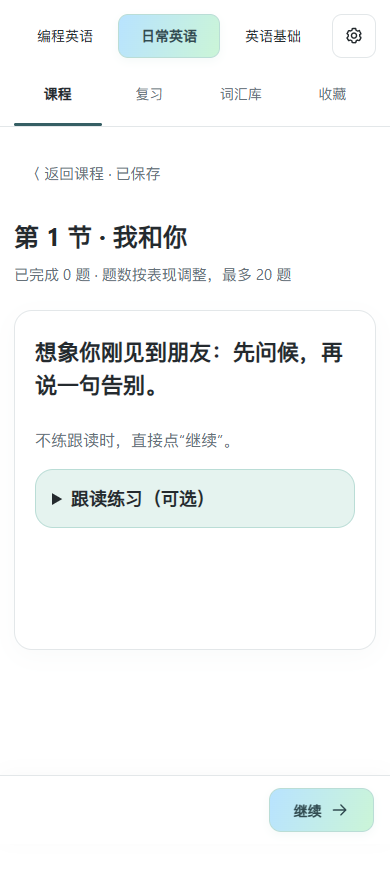 编程英语 日常英语 英语基础
课程 复习 词汇库 收藏
〈 返回课程 · 已保存
第 1 节 · 我和你
已完成 0 题 · 题数按表现调整，最多 20 题
想象你刚见到朋友：先问候，再
说一句告别。
不练跟读时，直接点“继续”。
▶ 跟读练习（可选）
继续 →